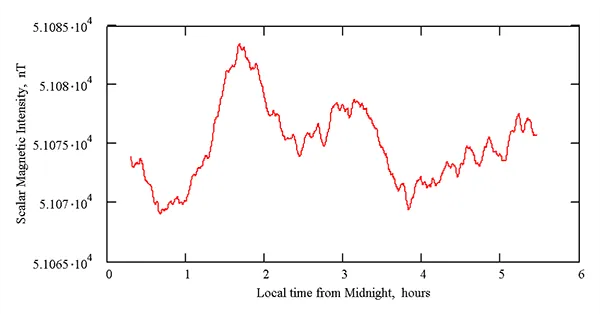 5.1085·10⁴
5.108·10⁴
5.1075·10⁴
5.107·10⁴
5.1065·10⁴
Scalar Magnetic Intensity, nT
0 1 2 3 4 5 6
Local time from Midnight, hours